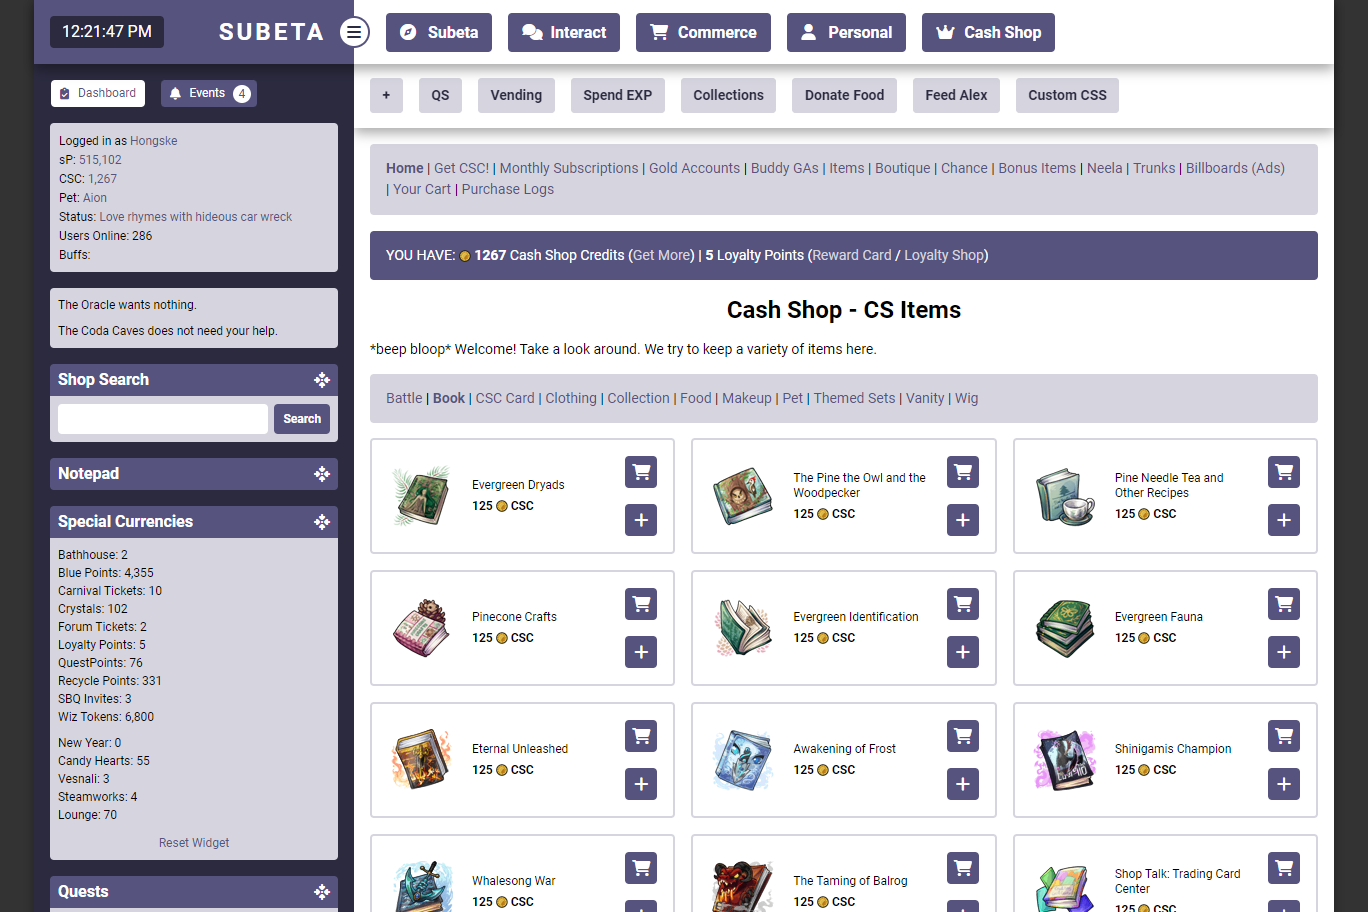 12:21:47 PM
SUBETA
Subeta
Interact
Commerce
Personal
Cash Shop
Dashboard
Events 4
+
QS
Vending
Spend EXP
Collections
Donate Food
Feed Alex
Custom CSS
Logged in as Hongske
sP: 515,102
CSC: 1,267
Pet: Aion
Status: Love rhymes with hideous car wreck
Users Online: 286
Buffs:
The Oracle wants nothing.
The Coda Caves does not need your help.
Shop Search
Search
Notepad
Special Currencies
Bathhouse: 2
Blue Points: 4,355
Carnival Tickets: 10
Crystals: 102
Forum Tickets: 2
Loyalty Points: 5
QuestPoints: 76
Recycle Points: 331
SBQ Invites: 3
Wiz Tokens: 6,800
New Year: 0
Candy Hearts: 55
Vesnali: 3
Steamworks: 4
Lounge: 70
Reset Widget
Quests
Home | Get CSC! | Monthly Subscriptions | Gold Accounts | Buddy GAs | Items | Boutique | Chance | Bonus Items | Neela | Trunks | Billboards (Ads)
| Your Cart | Purchase Logs
YOU HAVE: 1267 Cash Shop Credits (Get More) | 5 Loyalty Points (Reward Card / Loyalty Shop)
Cash Shop - CS Items
*beep bloop* Welcome! Take a look around. We try to keep a variety of items here.
Battle | Book | CSC Card | Clothing | Collection | Food | Makeup | Pet | Themed Sets | Vanity | Wig
Evergreen Dryads
125 CSC
The Pine the Owl and the
Woodpecker
125 CSC
Pine Needle Tea and
Other Recipes
125 CSC
Pinecone Crafts
125 CSC
Evergreen Identification
125 CSC
Evergreen Fauna
125 CSC
Eternal Unleashed
125 CSC
Awakening of Frost
125 CSC
Shinigamis Champion
125 CSC
Whalesong War
125 CSC
The Taming of Balrog
125 CSC
Shop Talk: Trading Card
Center
125 CSC